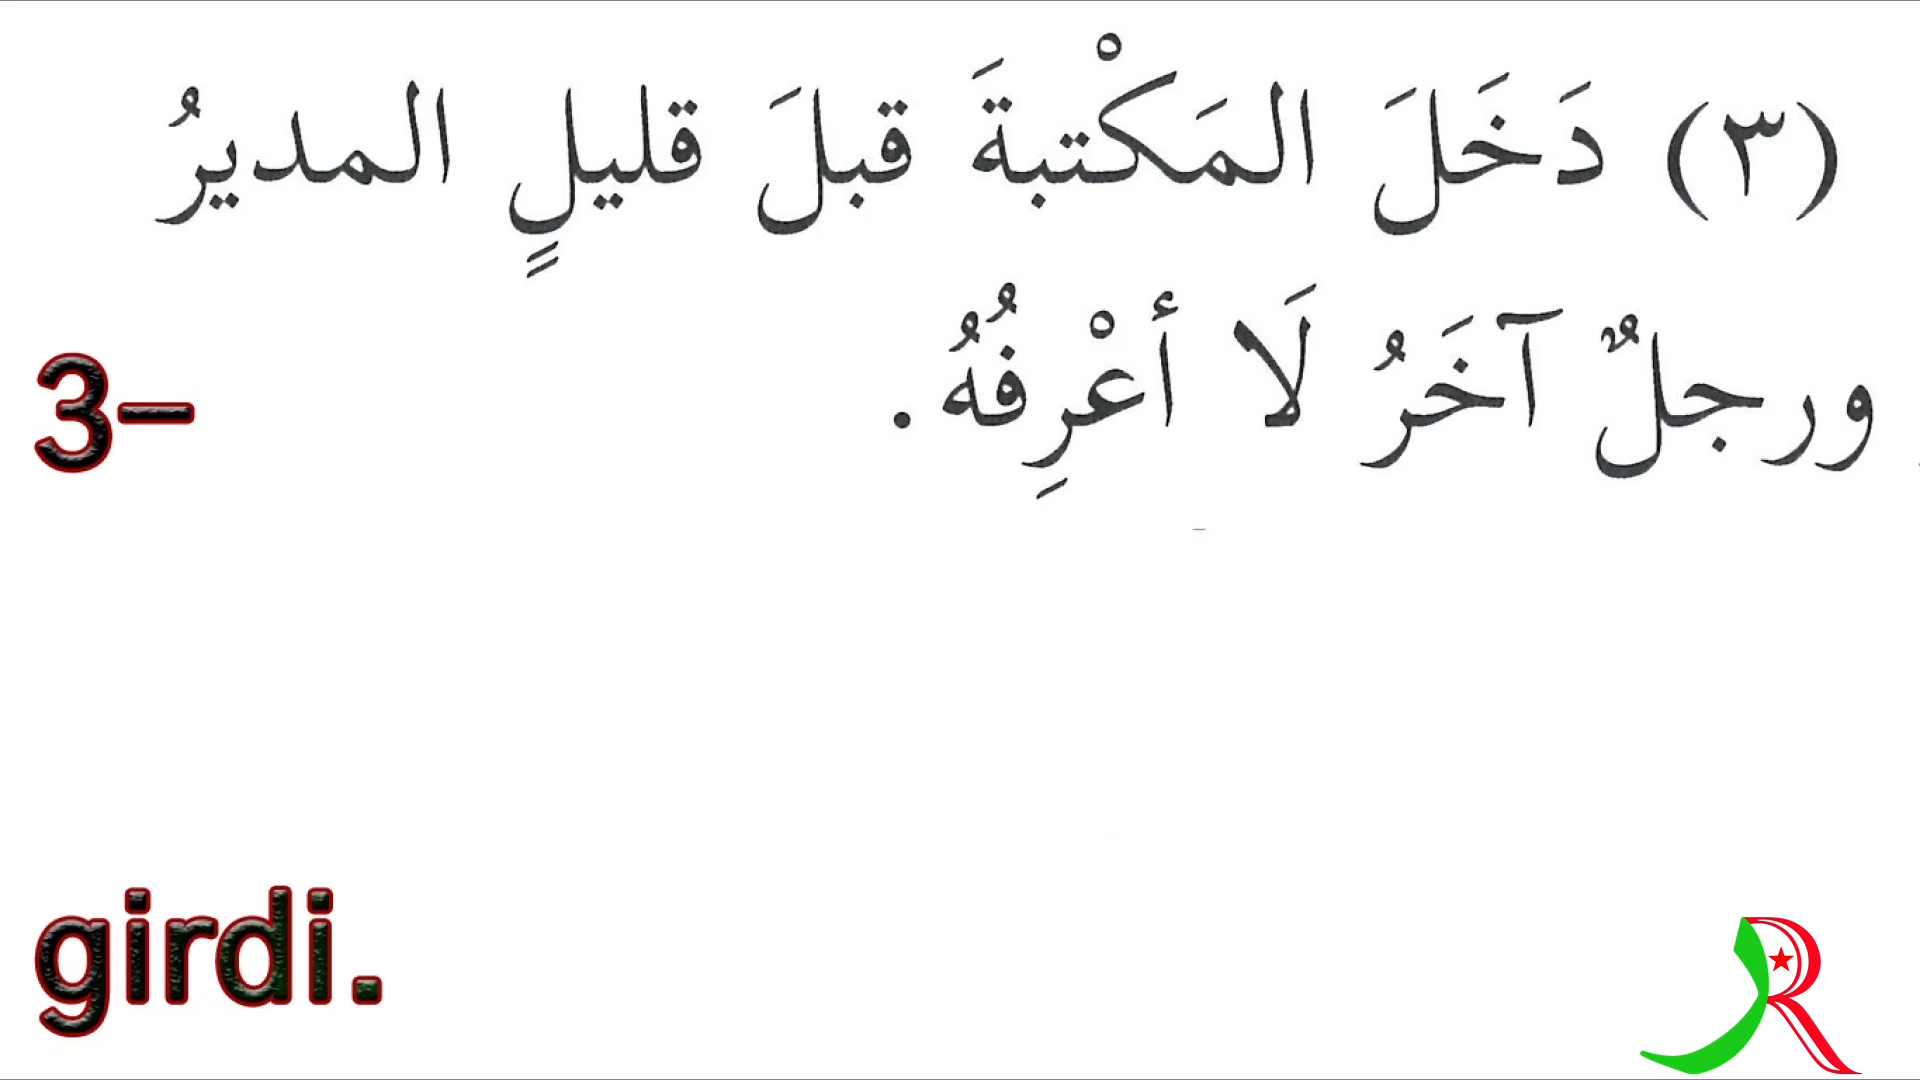 (٣) دَخَلَ المَكْتبةَ قبلَ قليلٍ المديرُ
ورجلٌ آخَرُ لَا أعْرِفُهُ .
3–
girdi.